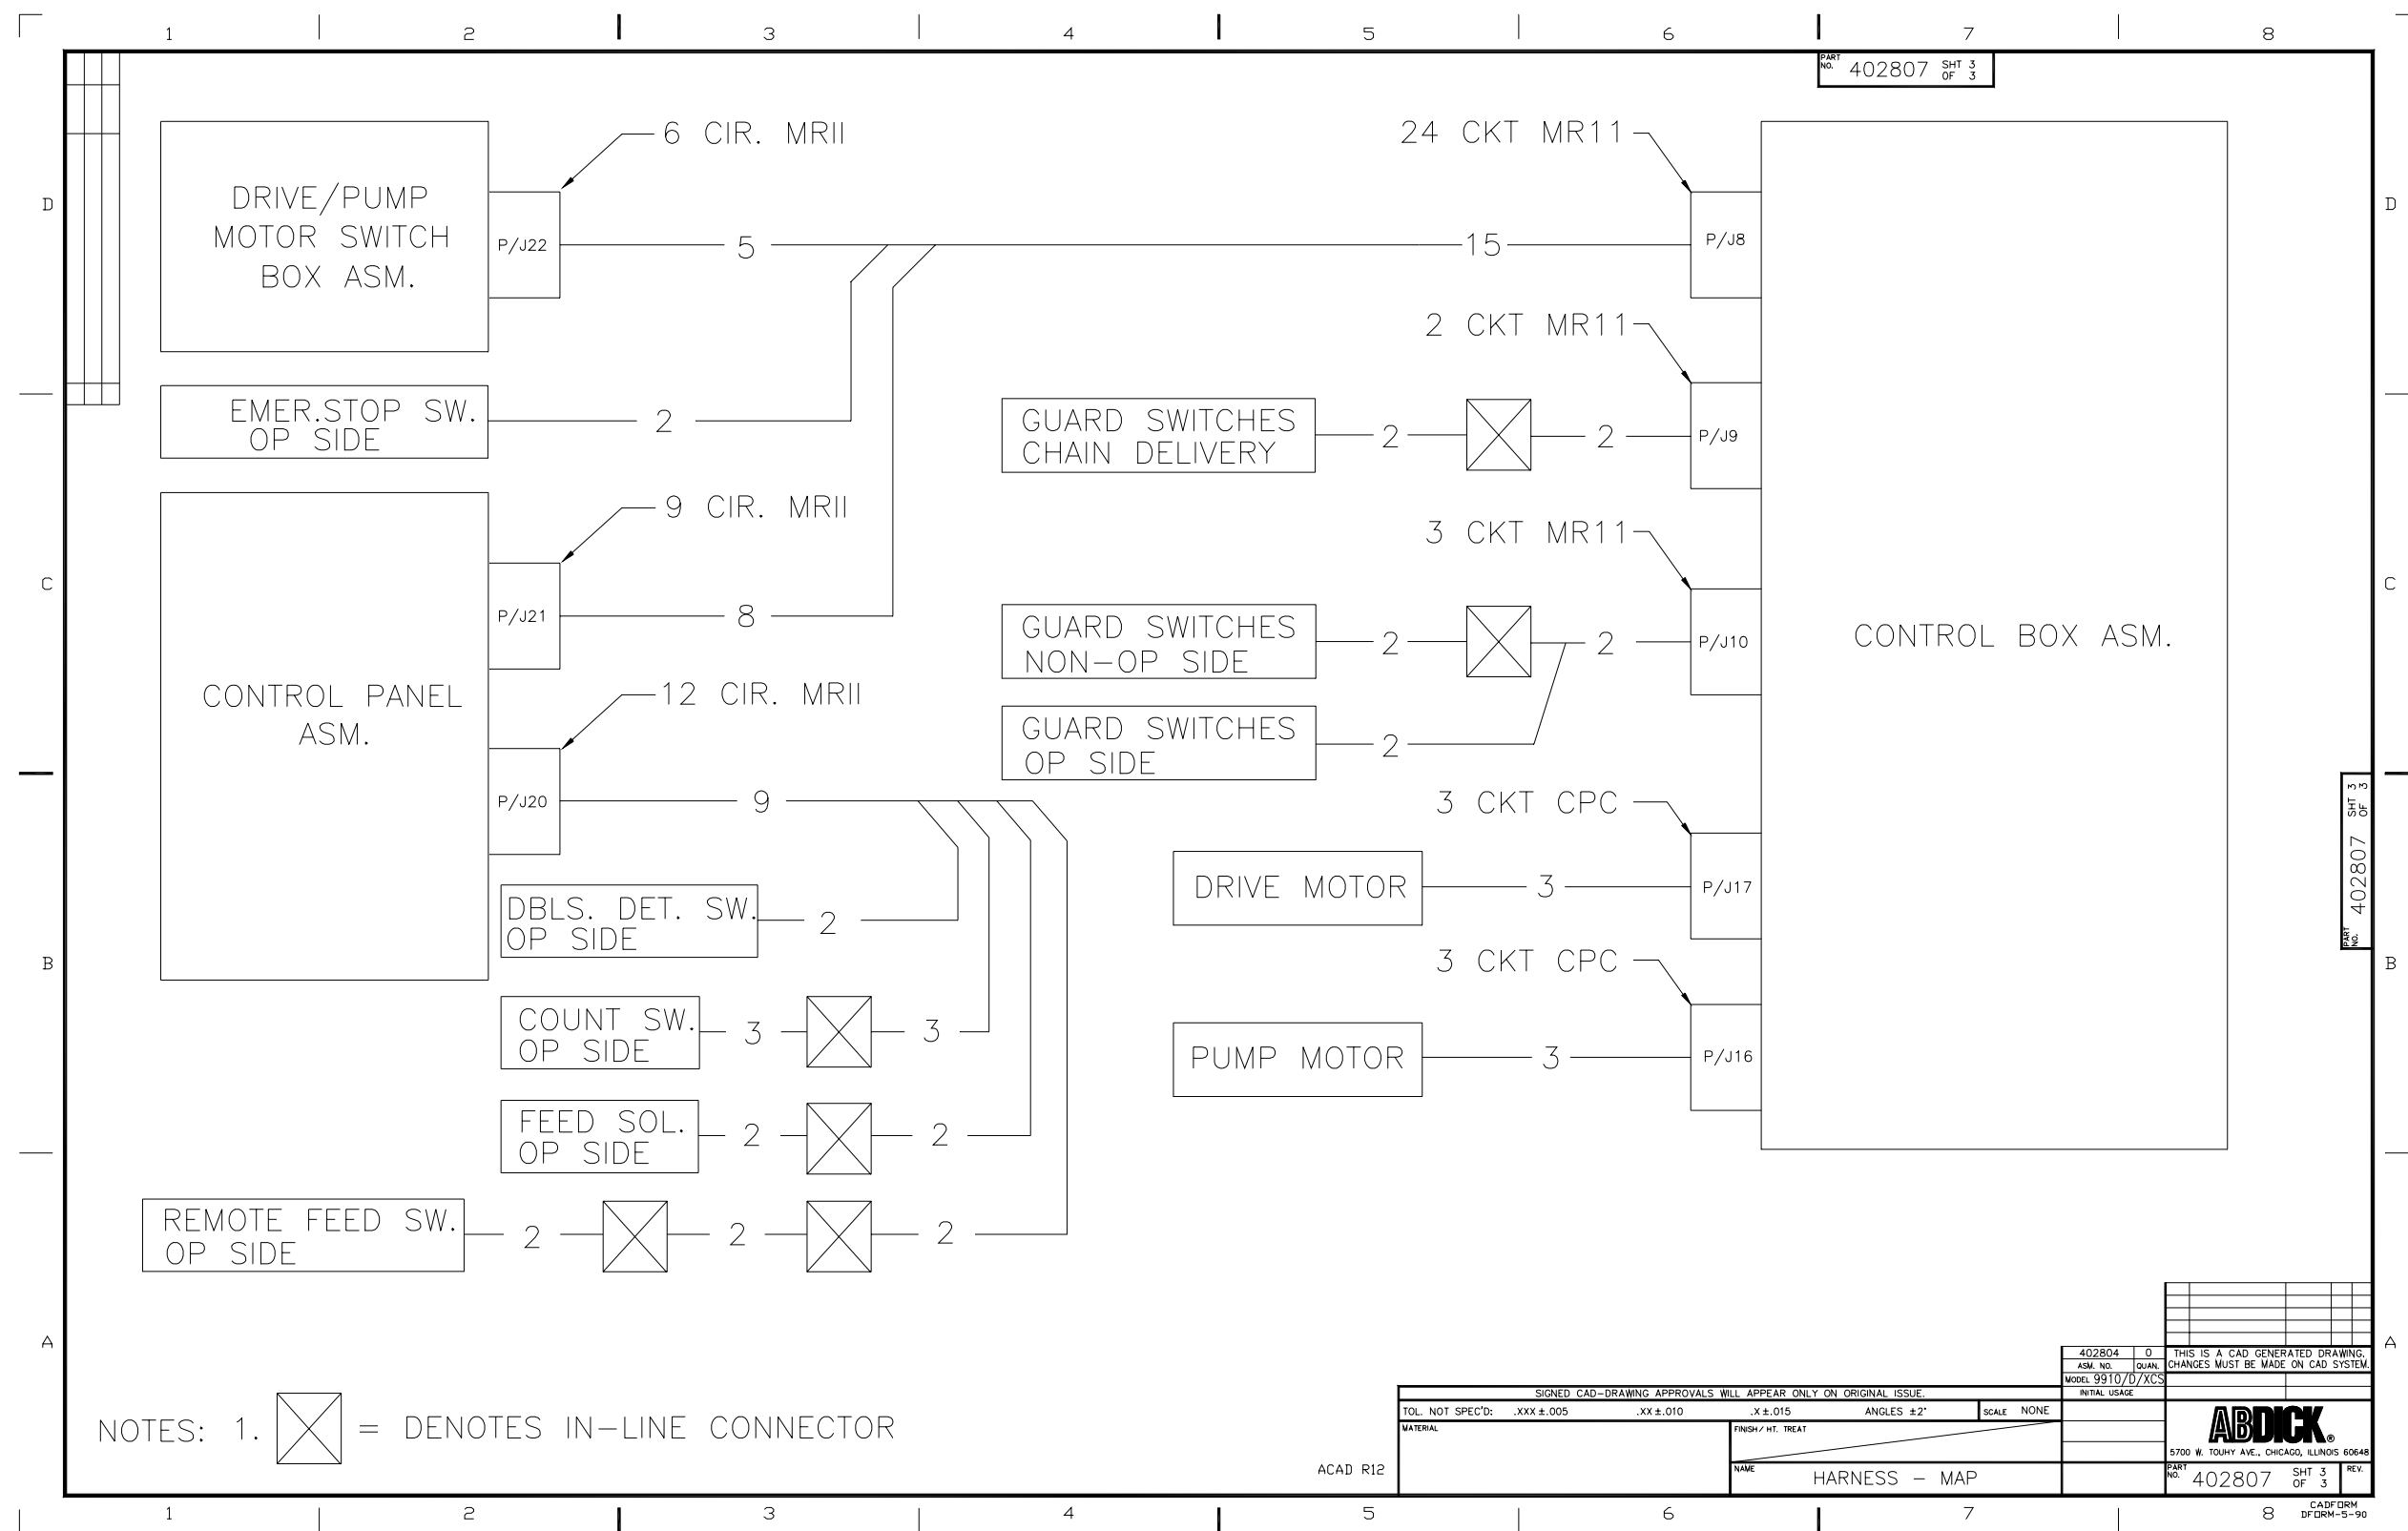 1 2 3 4 5 6 7 8
PART NO. 402807 SHT 3 OF 3
D
D
6 CIR. MRII
24 CKT MR11
DRIVE/PUMP
MOTOR SWITCH
BOX ASM.
P/J22
5
15
P/J8
2 CKT MR11
EMER.STOP SW.
OP SIDE
2
GUARD SWITCHES
CHAIN DELIVERY
2
2
P/J9
9 CIR. MRII
3 CKT MR11
C
C
P/J21
8
GUARD SWITCHES
NON-OP SIDE
2
2
P/J10
CONTROL BOX ASM.
CONTROL PANEL
ASM.
12 CIR. MRII
GUARD SWITCHES
OP SIDE
2
P/J20
9
3 CKT CPC
PART NO. 402807 SHT 3 OF 3
DRIVE MOTOR
3
P/J17
DBLS. DET. SW.
OP SIDE
2
B
B
3 CKT CPC
COUNT SW.
OP SIDE
3
3
PUMP MOTOR
3
P/J16
FEED SOL.
OP SIDE
2
2
REMOTE FEED SW.
OP SIDE
2
2
2
A
A
NOTES: 1. = DENOTES IN-LINE CONNECTOR
ACAD R12
402804 0
ASM. NO. QUAN.
MODEL 9910/D/XCS
INITIAL USAGE
THIS IS A CAD GENERATED DRAWING.
CHANGES MUST BE MADE ON CAD SYSTEM.
SIGNED CAD-DRAWING APPROVALS WILL APPEAR ONLY ON ORIGINAL ISSUE.
TOL. NOT SPEC'D: .XXX ±.005 .XX ±.010 .X ±.015 ANGLES ±2° SCALE NONE
MATERIAL
FINISH/ HT. TREAT
NAME
HARNESS - MAP
ABDICK®
5700 W. TOUHY AVE., CHICAGO, ILLINOIS 60648
PART NO. 402807 SHT 3 OF 3 REV.
1 2 3 4 5 6 7 8
CADFORM
DFORM-5-90